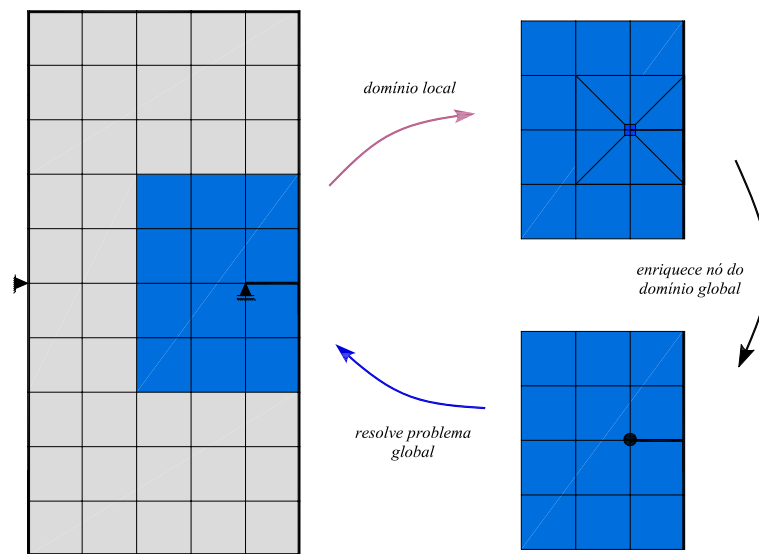 domínio local
enriquece nó do
domínio global
resolve problema
global